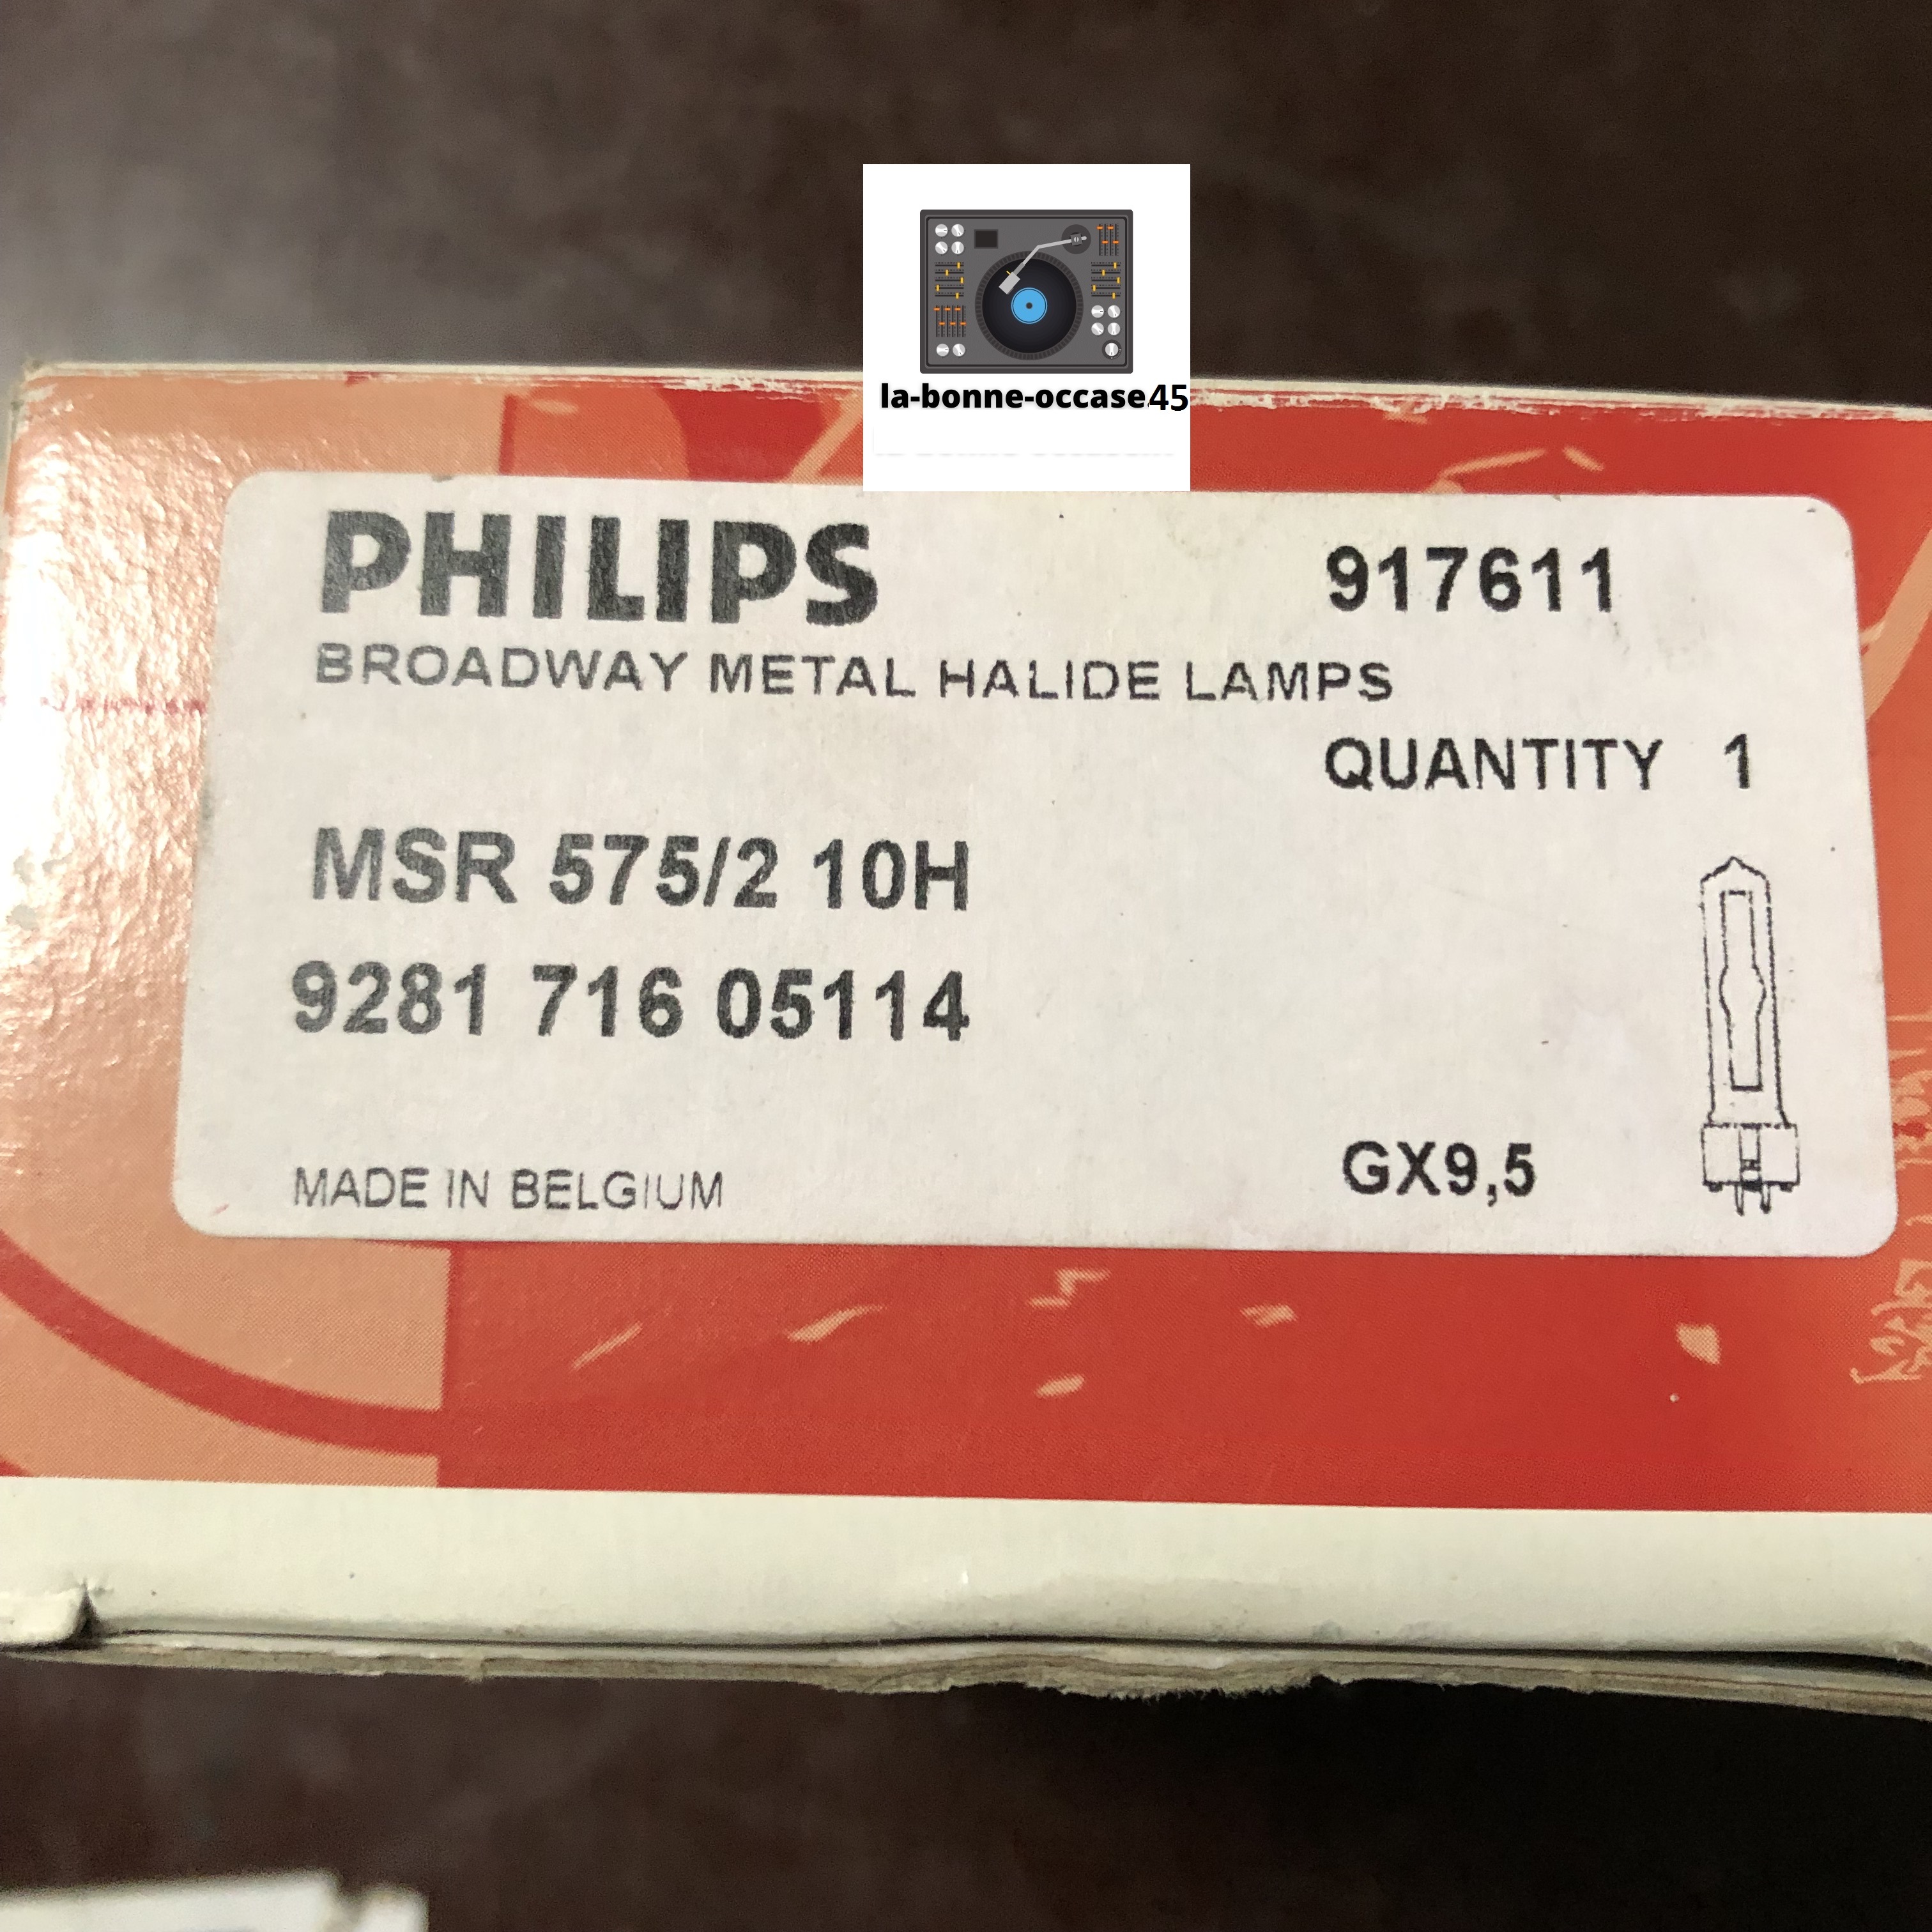 la-bonne-occase45
PHILIPS
917611
BROADWAY METAL HALIDE LAMPS
QUANTITY 1
MSR 575/2 10H
9281 716 05114
MADE IN BELGIUM
GX9,5